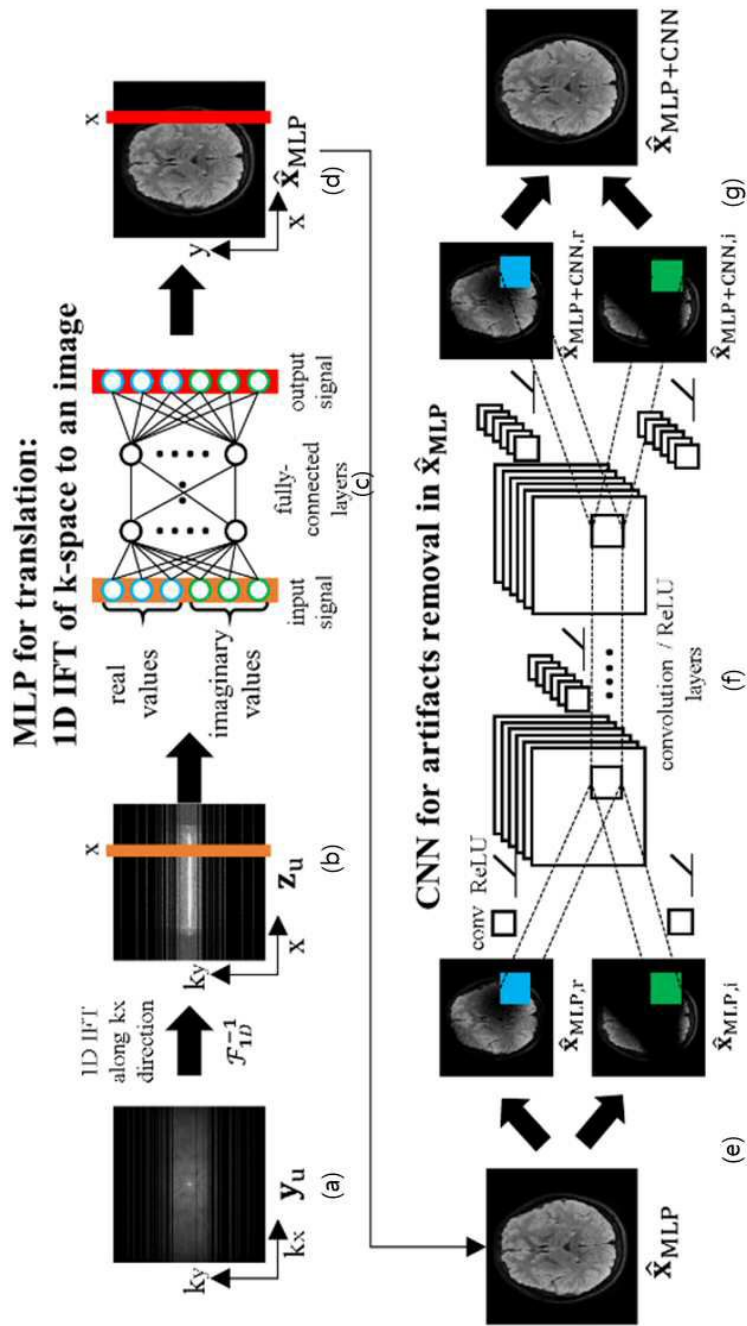 MLP for translation:
1D IFT of k-space to an image
1D IFT
along kx
direction
𝓕₁D⁻¹
ky
kx
yᵤ
(a)
x
ky
x
zᵤ
(b)
real
values
imaginary
values
input
signal
fully-
connected
layers
output
signal
(c)
x
y
x
x̂MLP
(d)
CNN for artifacts removal in x̂MLP
x̂MLP
(e)
x̂MLP,r
x̂MLP,i
conv ReLU
convolution / ReLU
layers
(f)
x̂MLP+CNN,r
x̂MLP+CNN,i
x̂MLP+CNN
(g)